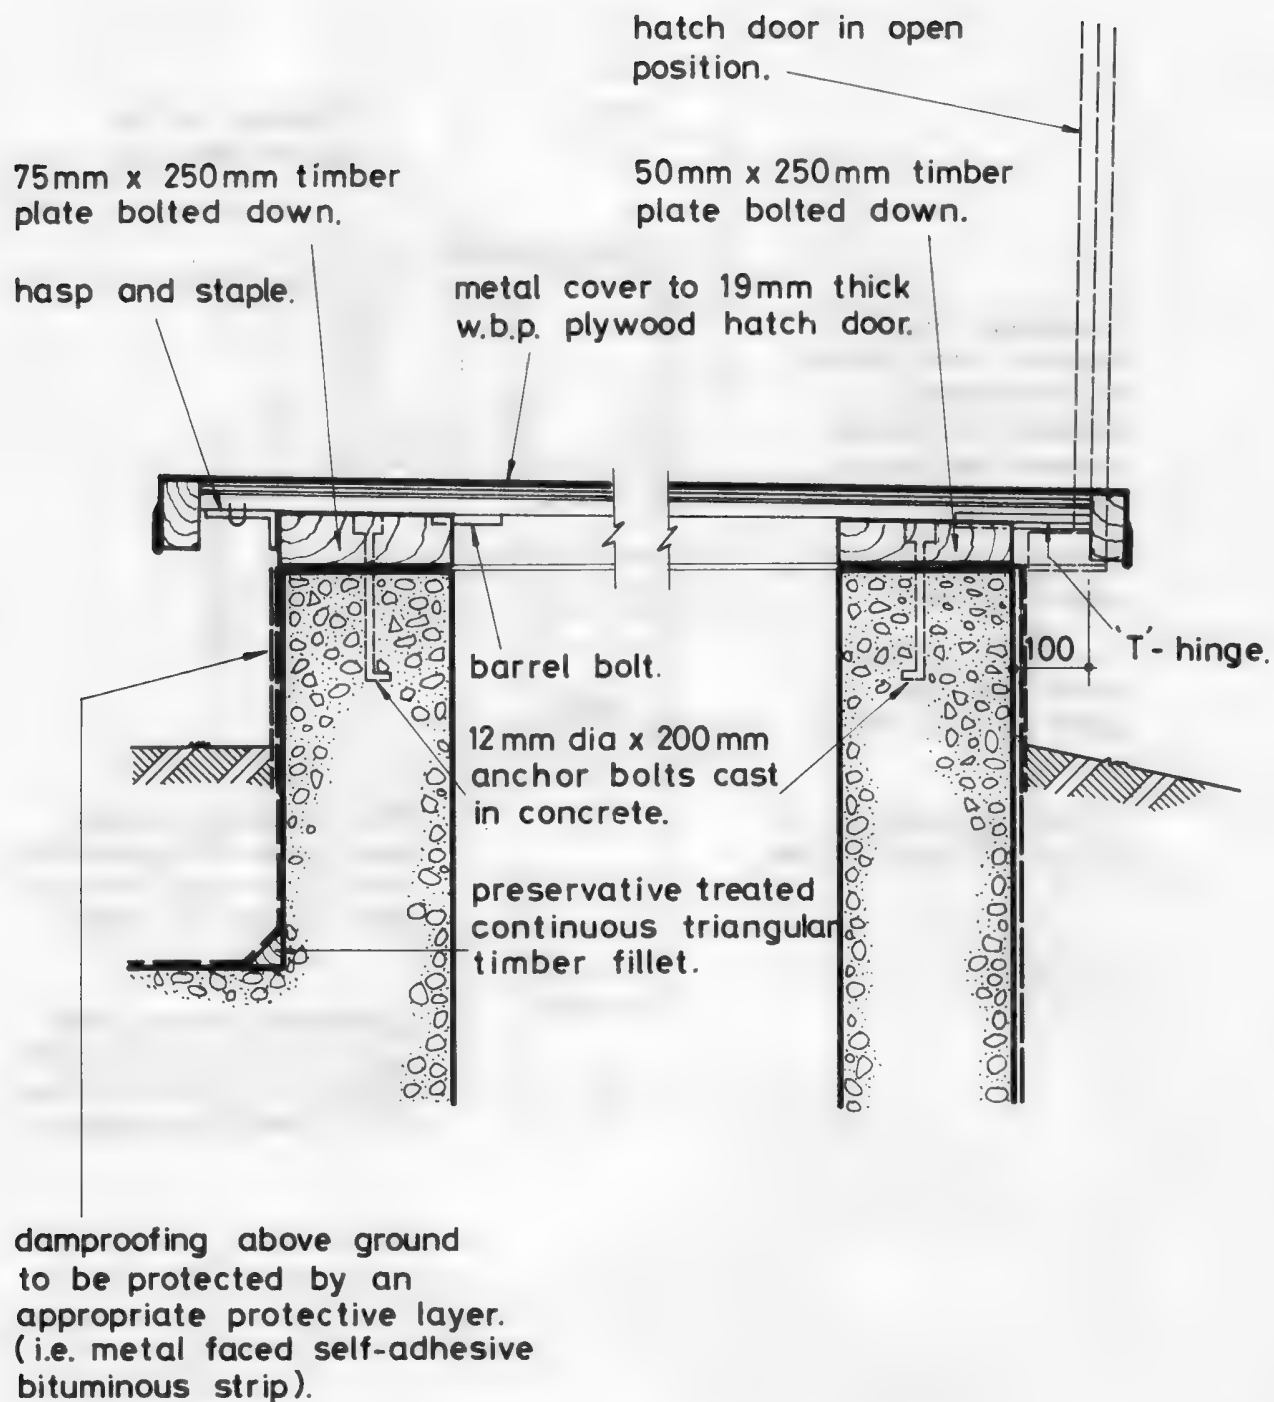 hatch door in open
position.
75mm x 250mm timber
plate bolted down.
50mm x 250mm timber
plate bolted down.
hasp and staple.
metal cover to 19mm thick
w.b.p. plywood hatch door.
barrel bolt.
100
'T'- hinge.
12mm dia x 200mm
anchor bolts cast
in concrete.
preservative treated
continuous triangular
timber fillet.
damproofing above ground
to be protected by an
appropriate protective layer.
(i.e. metal faced self-adhesive
bituminous strip).